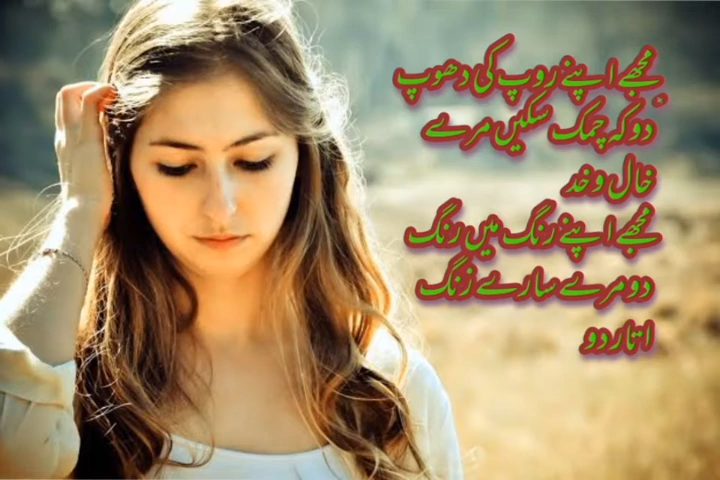 مجھے اپنے روپ کی دھوپ
دو کہ چمک سکیں مرے
خال و خد
مجھے اپنے رنگ میں رنگ
دو مرے سارے زنگ
اتار دو